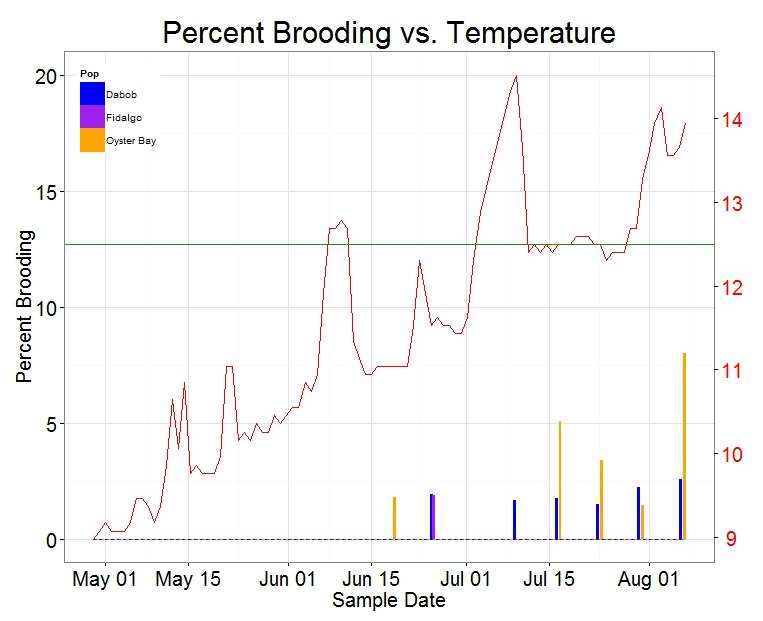 Percent Brooding vs. Temperature
Pop
Dabob
Fidalgo
Oyster Bay
Percent Brooding
20
15
10
5
0
14
13
12
11
10
9
May 01 May 15 Jun 01 Jun 15 Jul 01 Jul 15 Aug 01
Sample Date